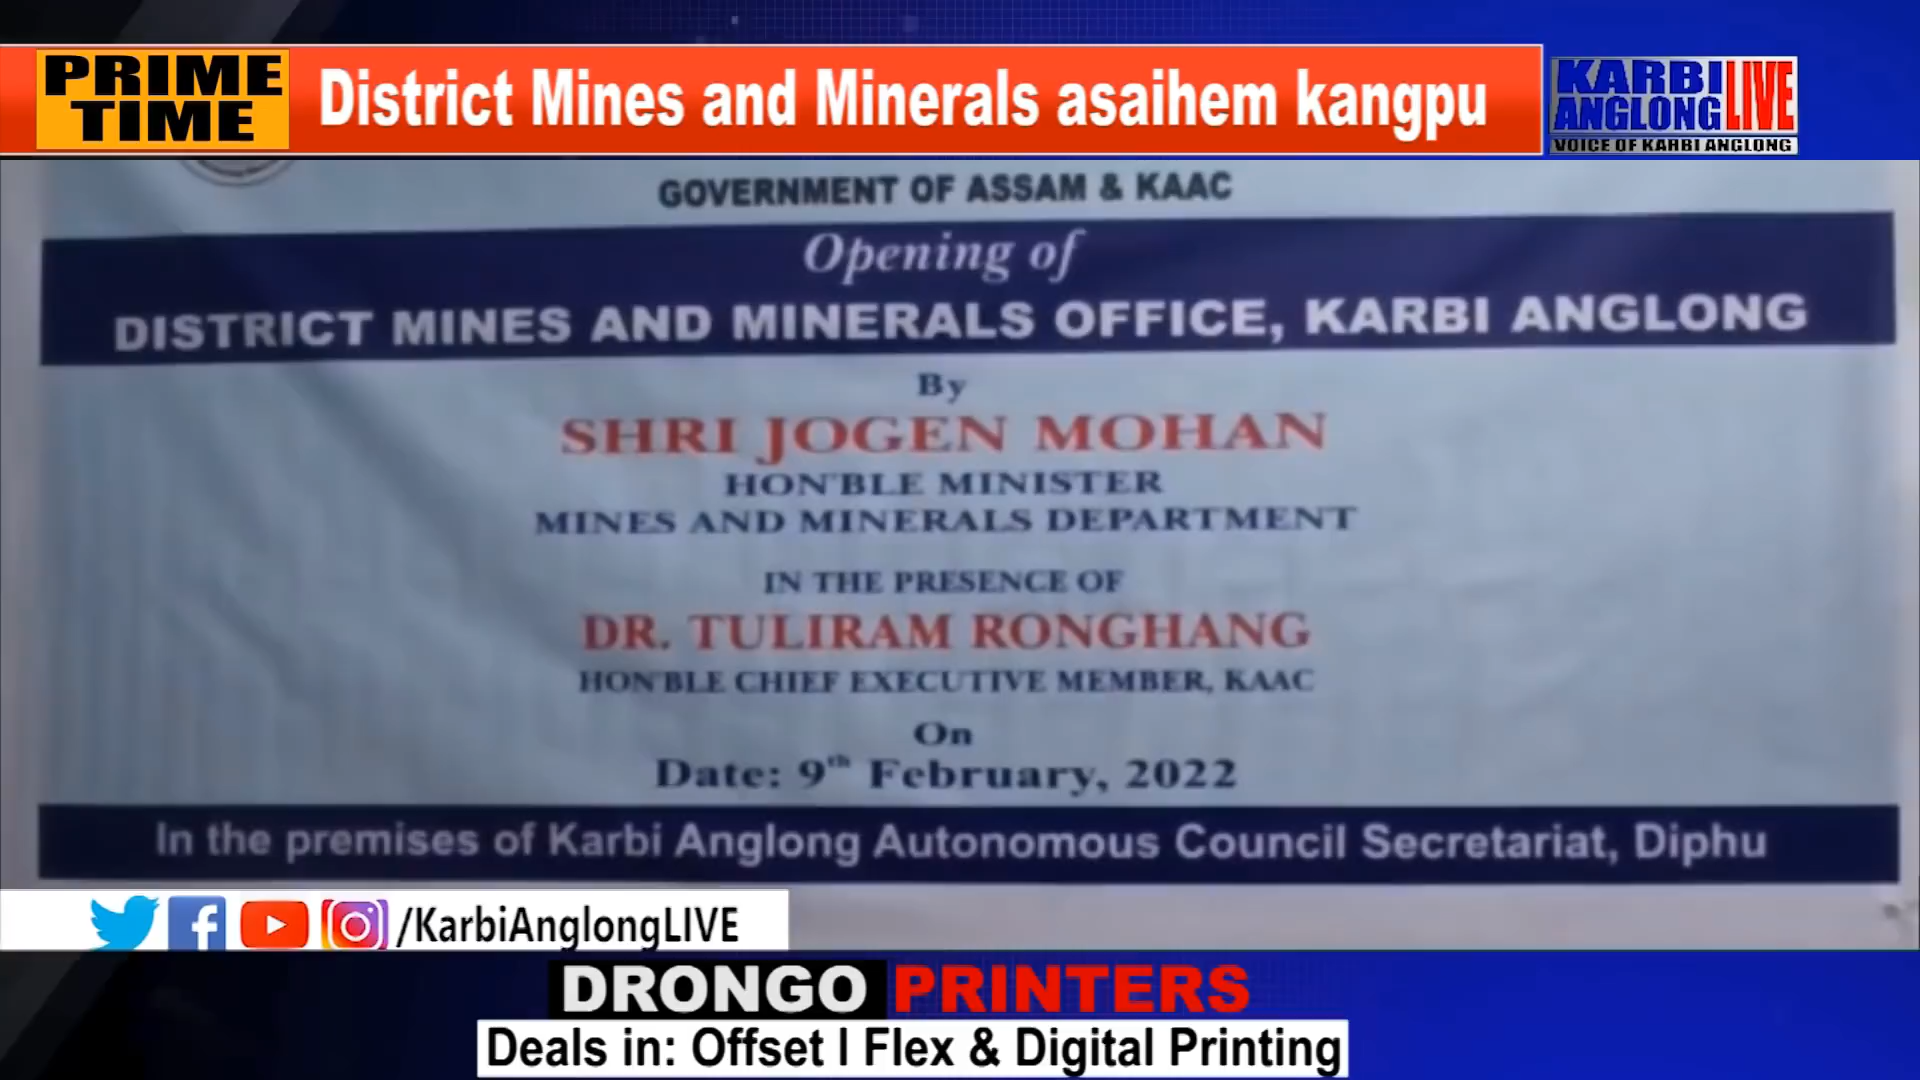 PRIME
TIME
District Mines and Minerals asaihem kangpu
KARBI
ANGLONG
LIVE
VOICE OF KARBI ANGLONG
GOVERNMENT OF ASSAM & KAAC
Opening of
DISTRICT MINES AND MINERALS OFFICE, KARBI ANGLONG
By
SHRI JOGEN MOHAN
HON'BLE MINISTER
MINES AND MINERALS DEPARTMENT
IN THE PRESENCE OF
DR. TULIRAM RONGHANG
HON'BLE CHIEF EXECUTIVE MEMBER, KAAC
On
Date: 9th February, 2022
In the premises of Karbi Anglong Autonomous Council Secretariat, Diphu
/KarbiAnglongLIVE
DRONGO PRINTERS
Deals in: Offset I Flex & Digital Printing